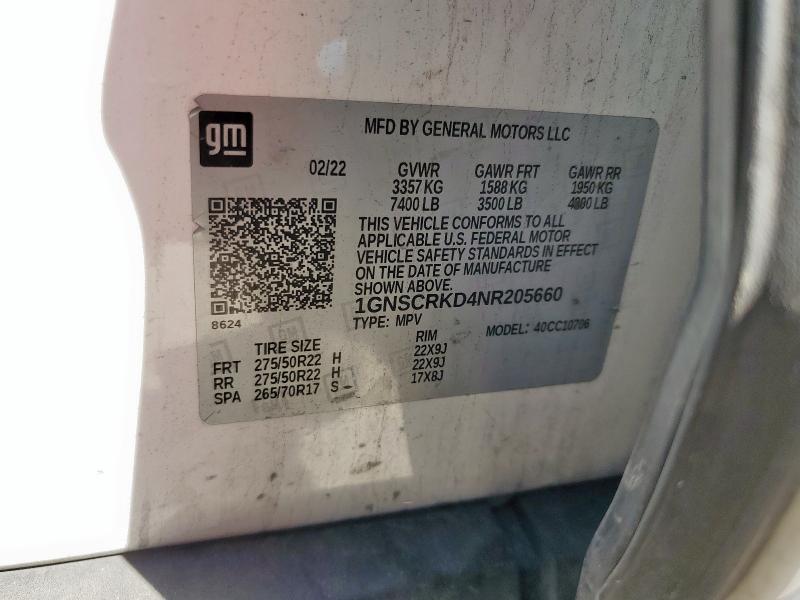 gm
MFD BY GENERAL MOTORS LLC
02/22 GVWR GAWR FRT GAWR RR
3357 KG 1588 KG 1950 KG
7400 LB 3500 LB 4300 LB
THIS VEHICLE CONFORMS TO ALL
APPLICABLE U.S. FEDERAL MOTOR
VEHICLE SAFETY STANDARDS IN EFFECT
ON THE DATE OF MANUFACTURE
SHOWN ABOVE.
1GNSCRKD4NR205660
8624
TYPE: MPV MODEL: 40CC10706
TIRE SIZE RIM
FRT 275/50R22 H 22X9J
RR 275/50R22 H 22X9J
SPA 265/70R17 S 17X8J